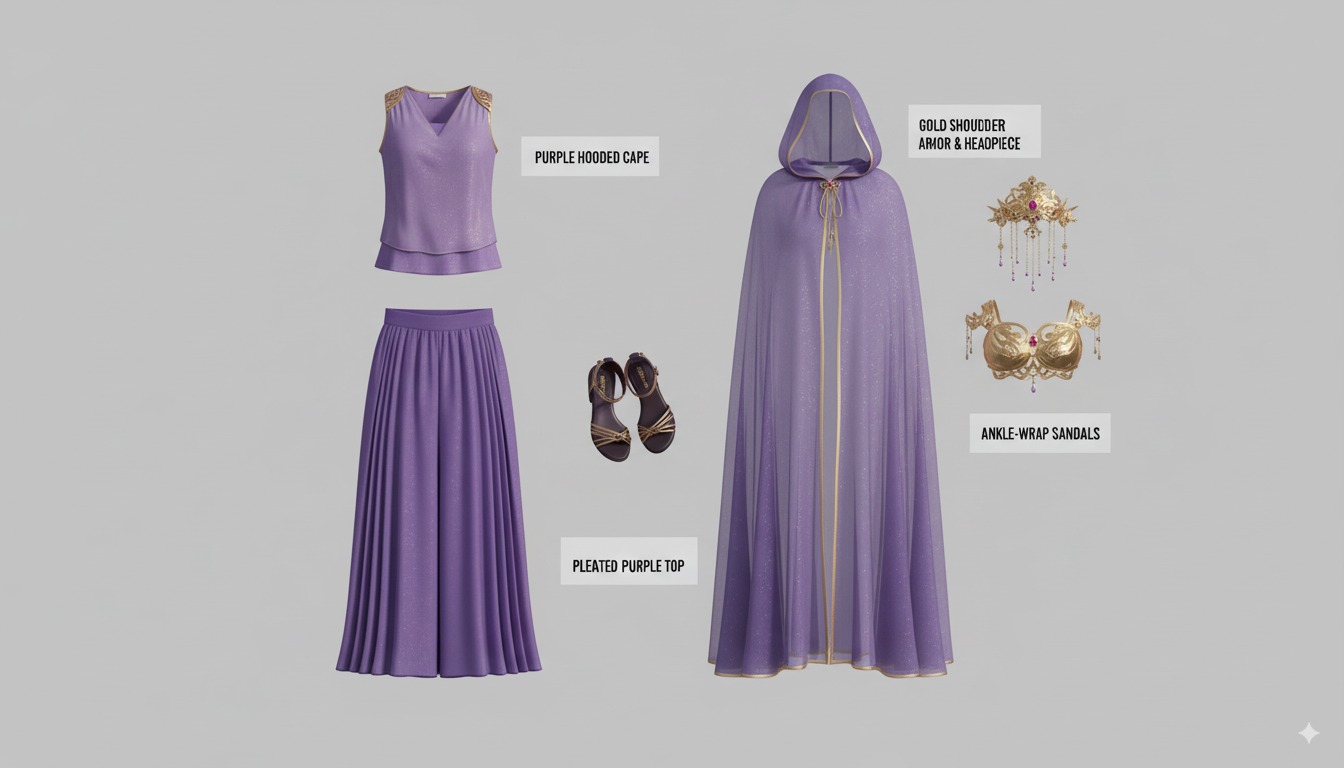 PURPLE HOODED CAPE
GOLD SHOUDDER
ARMOR & HEADPIECE
ANKLE-WRAP SANDALS
PLEATED PURPLE TOP